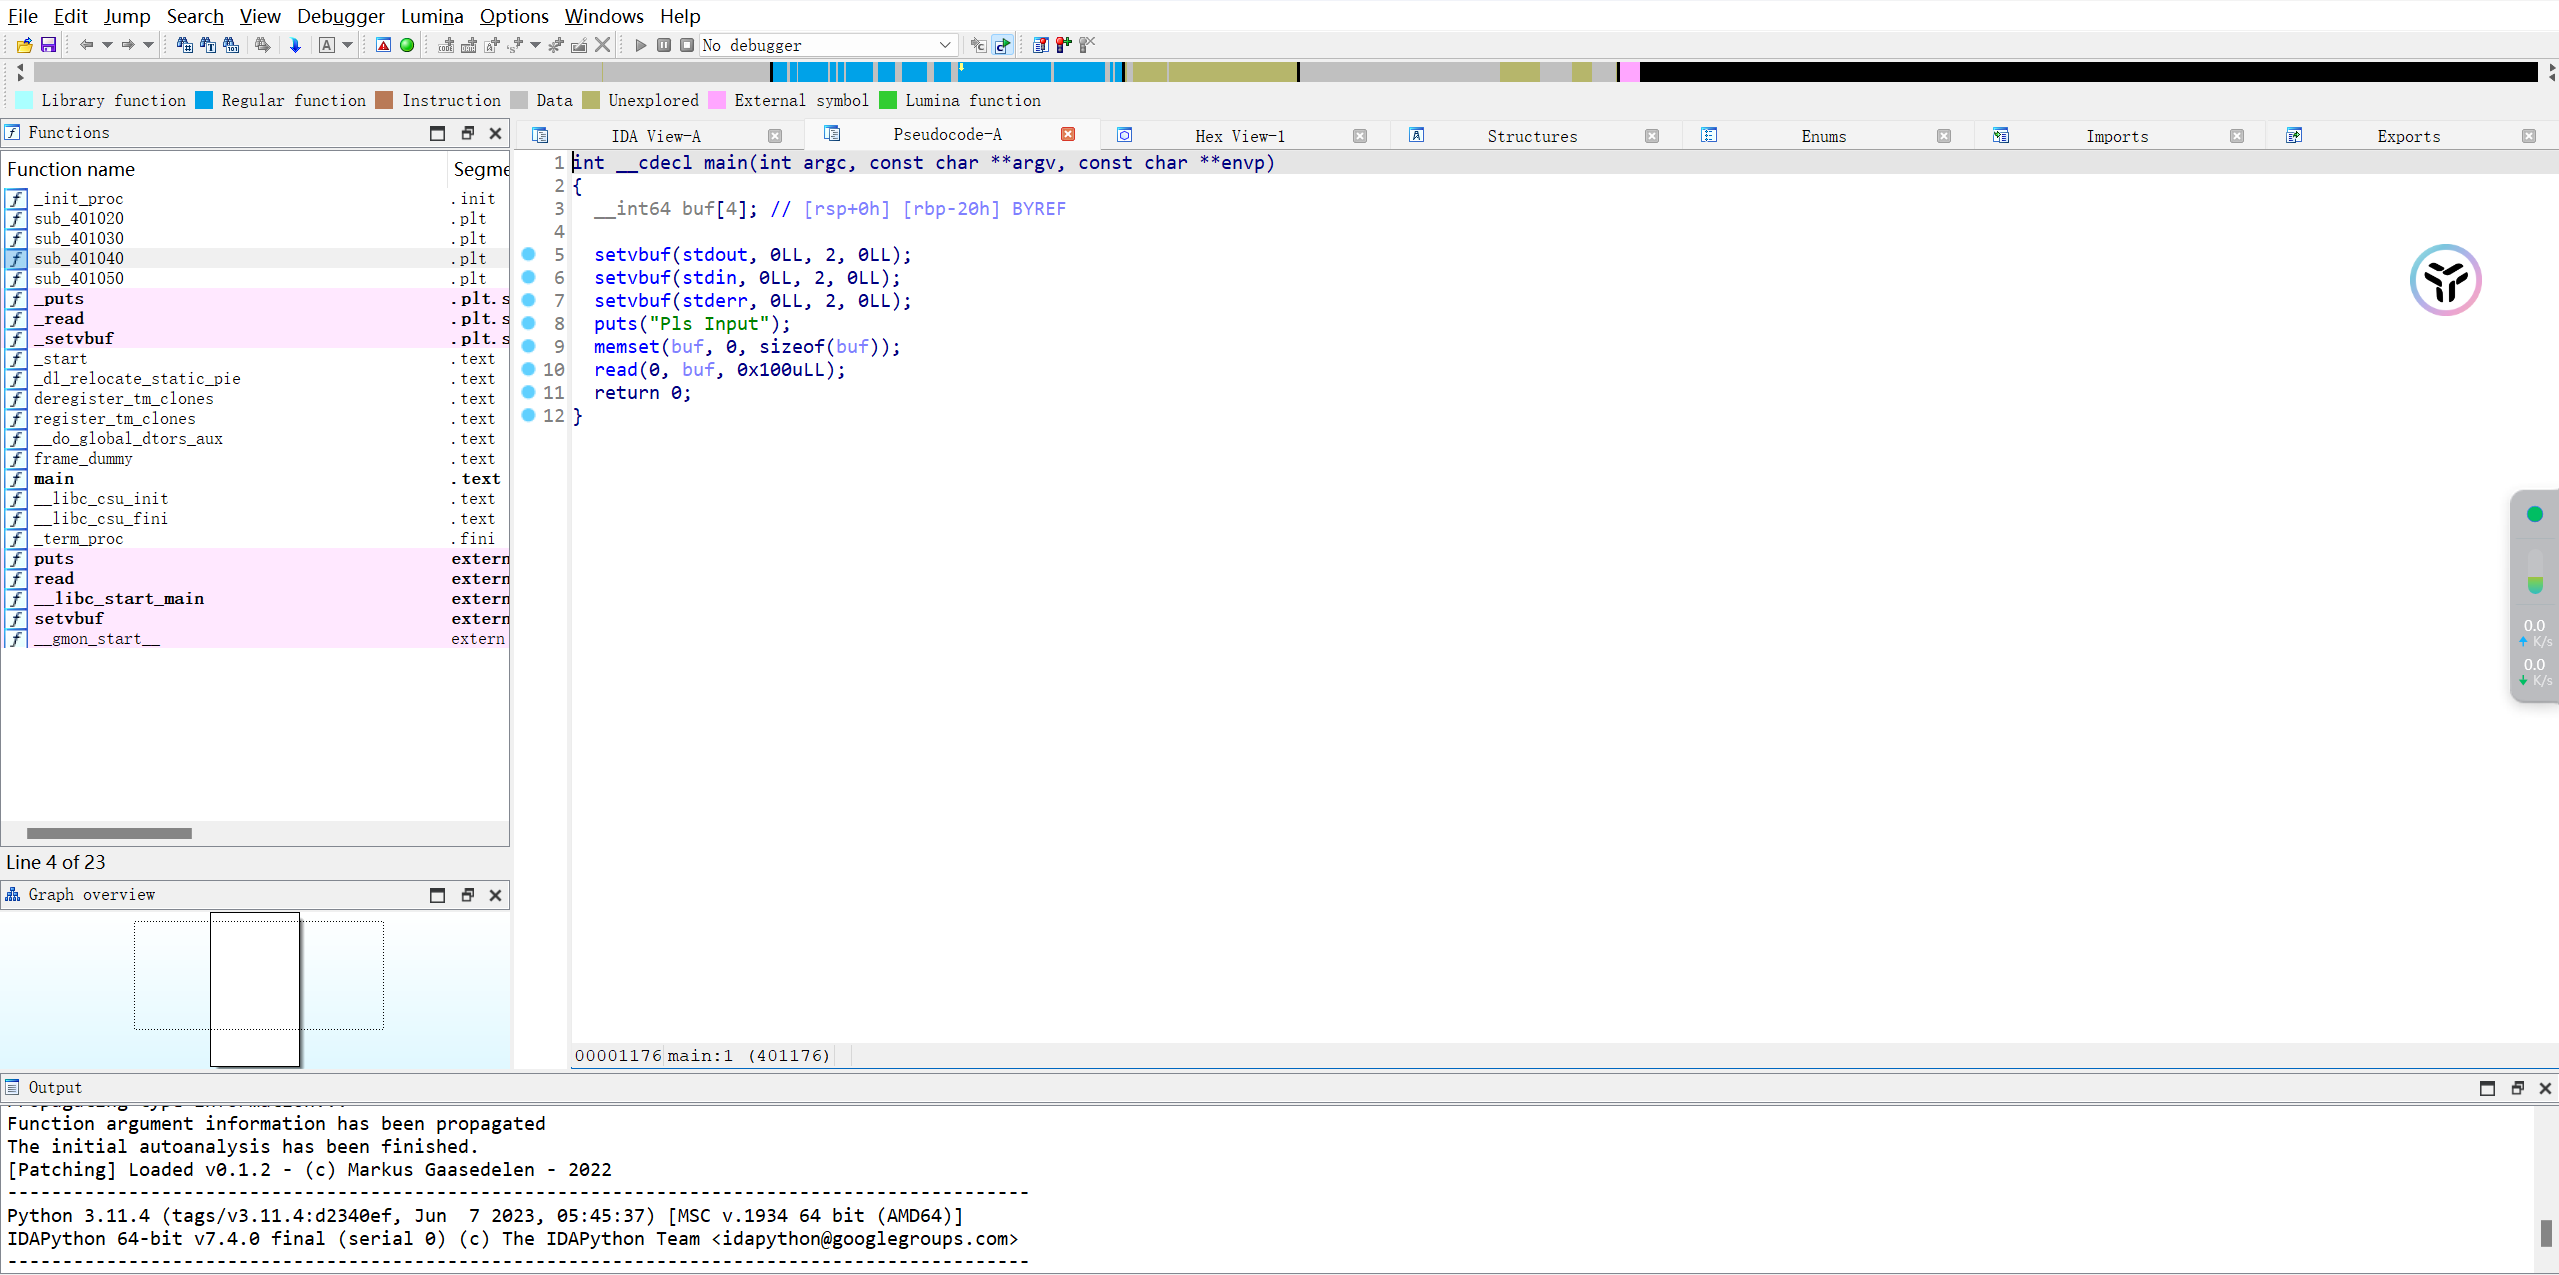 File Edit Jump Search View Debugger Lumina Options Windows Help
No debugger
Library function Regular function Instruction Data Unexplored External symbol Lumina function
Functions
Function name Segme
_init_proc .init
sub_401020 .plt
sub_401030 .plt
sub_401040 .plt
sub_401050 .plt
_puts .plt.s
_read .plt.s
_setvbuf .plt.s
_start .text
_dl_relocate_static_pie .text
deregister_tm_clones .text
register_tm_clones .text
__do_global_dtors_aux .text
frame_dummy .text
main .text
__libc_csu_init .text
__libc_csu_fini .text
_term_proc .fini
puts extern
read extern
__libc_start_main extern
setvbuf extern
__gmon_start__ extern
Line 4 of 23
Graph overview
IDA View-A Pseudocode-A Hex View-1 Structures Enums Imports Exports
1 int __cdecl main(int argc, const char **argv, const char **envp)
2 {
3 __int64 buf[4]; // [rsp+0h] [rbp-20h] BYREF
4
5 setvbuf(stdout, 0LL, 2, 0LL);
6 setvbuf(stdin, 0LL, 2, 0LL);
7 setvbuf(stderr, 0LL, 2, 0LL);
8 puts("Pls Input");
9 memset(buf, 0, sizeof(buf));
10 read(0, buf, 0x100uLL);
11 return 0;
12 }
00001176 main:1 (401176)
0.0
K/s
0.0
K/s
Output
Propagating type information...
Function argument information has been propagated
The initial autoanalysis has been finished.
[Patching] Loaded v0.1.2 - (c) Markus Gaasedelen - 2022
---------------------------------------------------------------------------------------------
Python 3.11.4 (tags/v3.11.4:d2340ef, Jun  7 2023, 05:45:37) [MSC v.1934 64 bit (AMD64)]
IDAPython 64-bit v7.4.0 final (serial 0) (c) The IDAPython Team <idapython@googlegroups.com>
---------------------------------------------------------------------------------------------